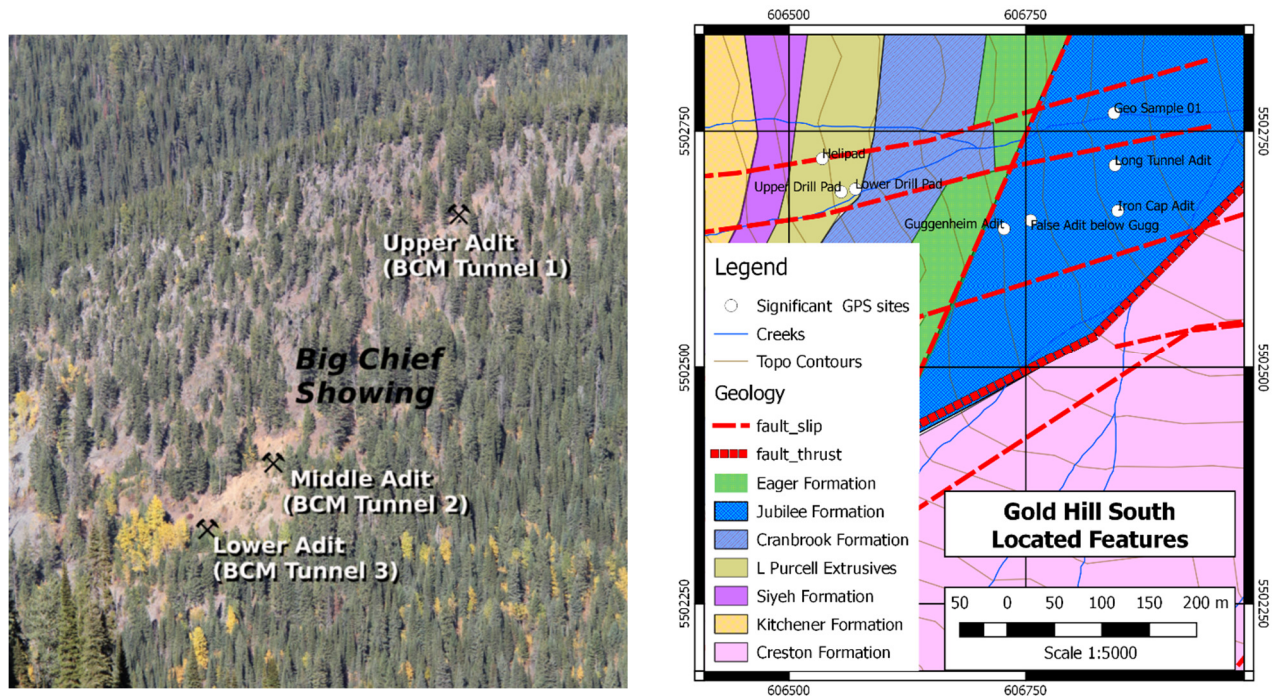 Upper Adit
(BCM Tunnel 1)
Big Chief
Showing
Middle Adit
(BCM Tunnel 2)
Lower Adit
(BCM Tunnel 3)
606500
606750
5502750
5502500
5502250
5502750
5502500
5502250
Geo Sample 01
Helipad
Long Tunnel Adit
Upper Drill Pad
Lower Drill Pad
Iron Cap Adit
Guggenheim Adit
False Adit below Gugg
Legend
Significant GPS sites
Creeks
Topo Contours
Geology
fault_slip
fault_thrust
Eager Formation
Jubilee Formation
Cranbrook Formation
L Purcell Extrusives
Siyeh Formation
Kitchener Formation
Creston Formation
Gold Hill South
Located Features
50 0 50 100 150 200 m
Scale 1:5000
606500
606750